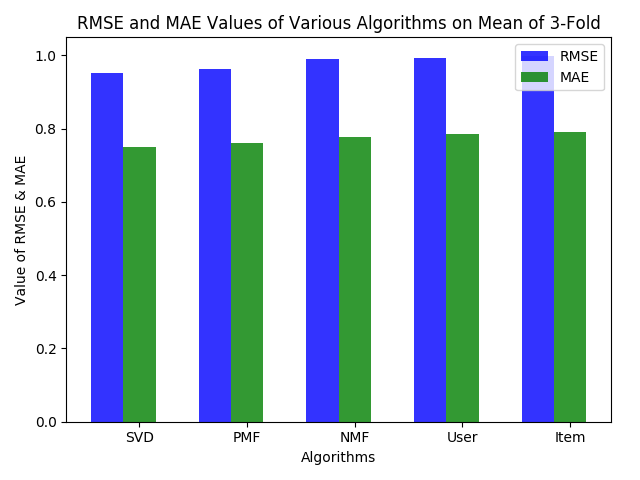 RMSE and MAE Values of Various Algorithms on Mean of 3-Fold
1.0
0.8
0.6
0.4
0.2
0.0
Value of RMSE & MAE
RMSE
MAE
SVD PMF NMF User Item
Algorithms